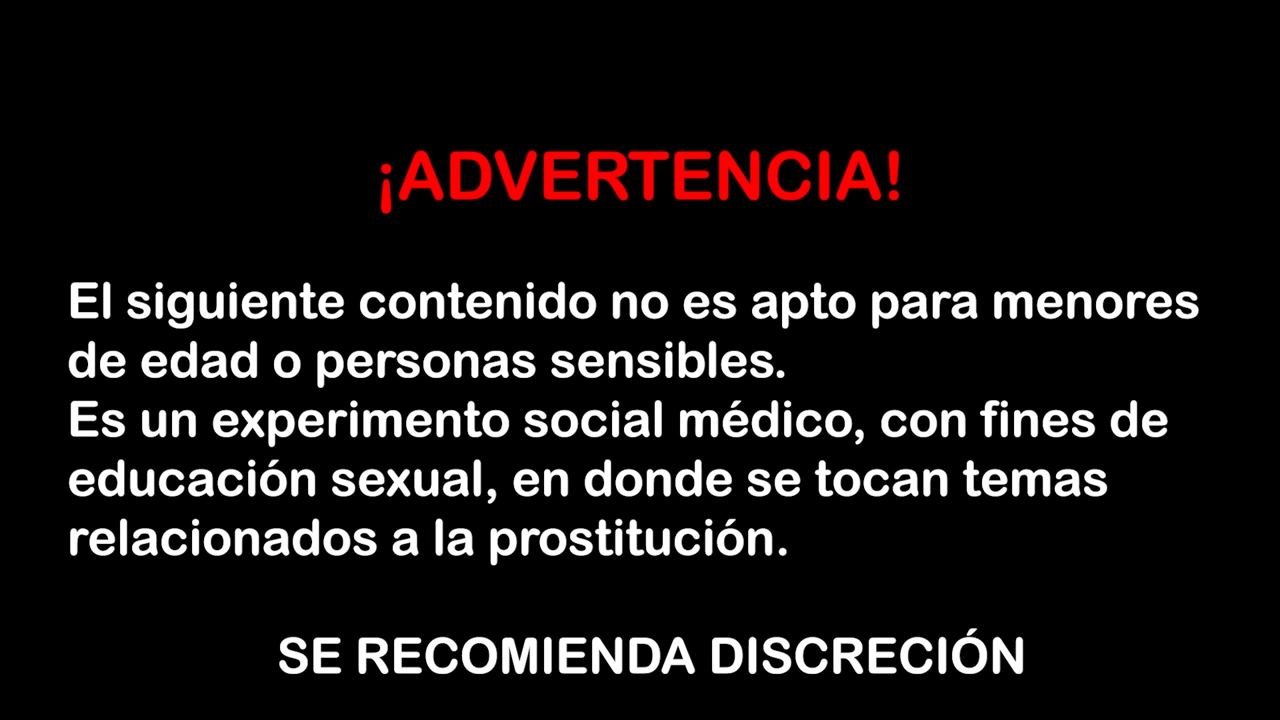 ¡ADVERTENCIA!
El siguiente contenido no es apto para menores
de edad o personas sensibles.
Es un experimento social médico, con fines de
educación sexual, en donde se tocan temas
relacionados a la prostitución.
SE RECOMIENDA DISCRECIÓN